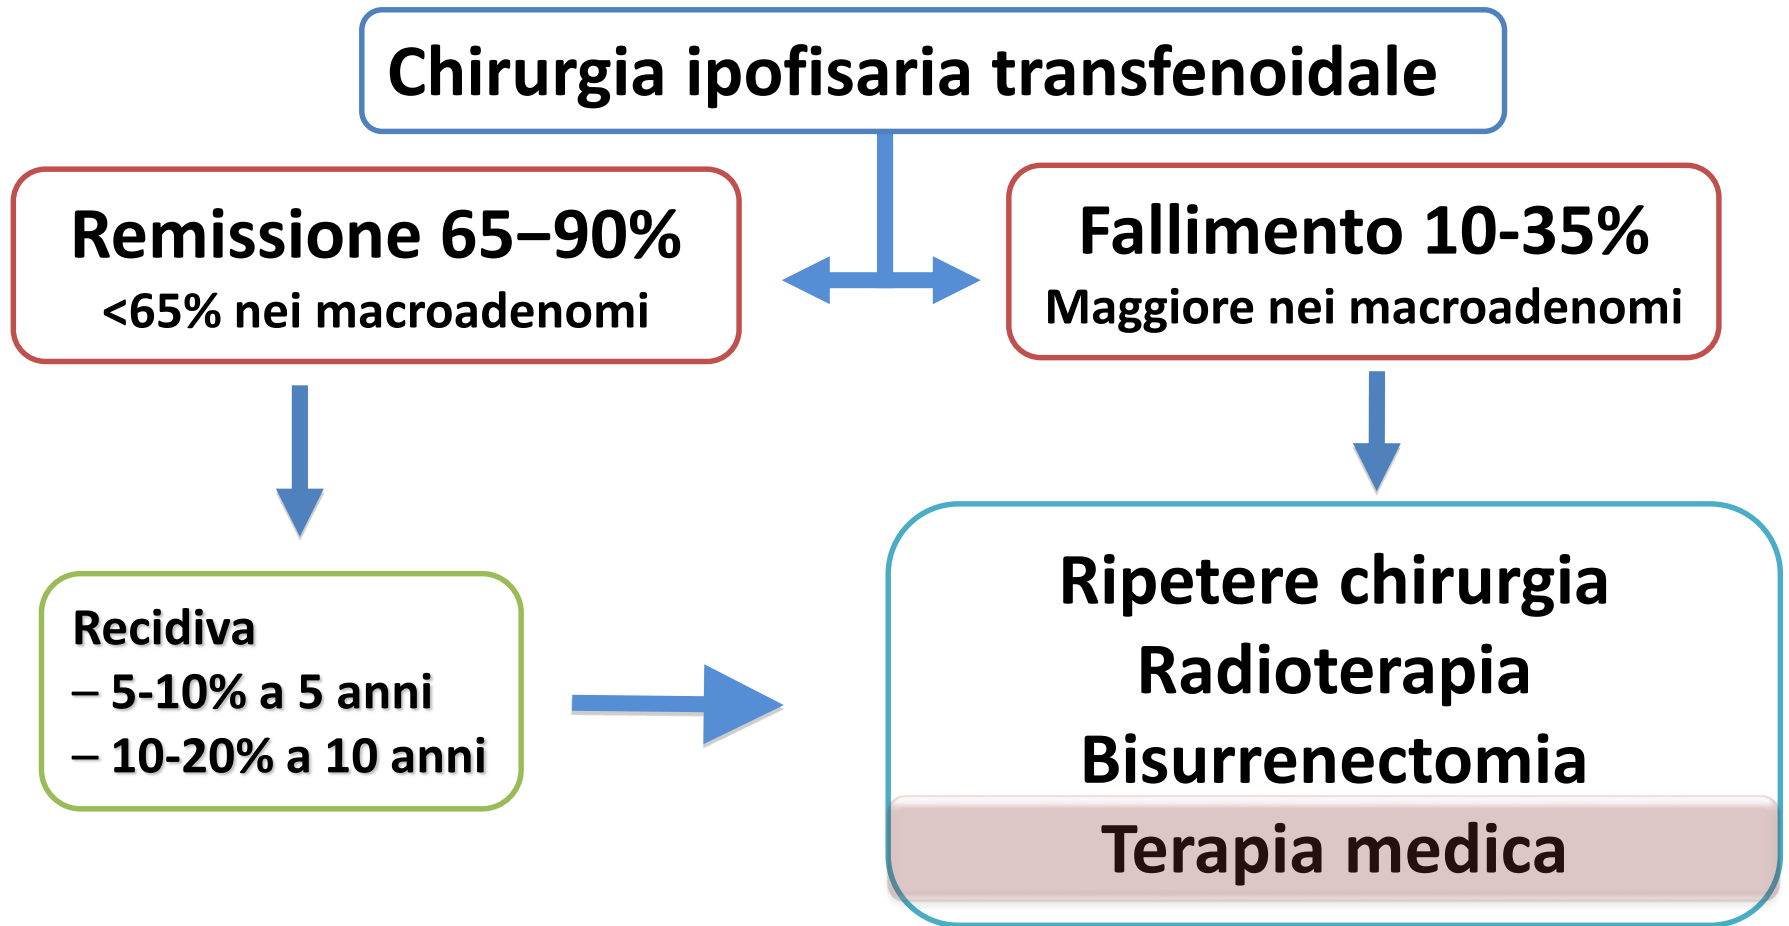 Chirurgia ipofisaria transfenoidale
Remissione 65–90%
<65% nei macroadenomi
Fallimento 10-35%
Maggiore nei macroadenomi
Recidiva
– 5-10% a 5 anni
– 10-20% a 10 anni
Ripetere chirurgia
Radioterapia
Bisurrenectomia
Terapia medica